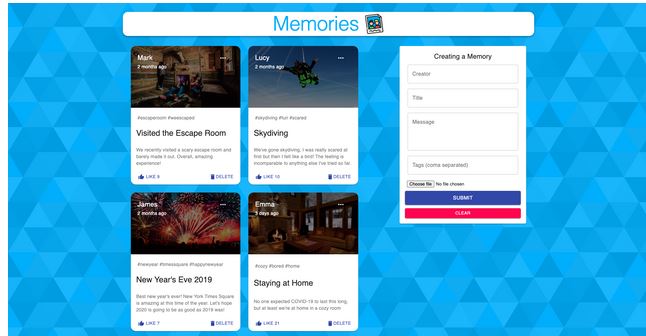 Memories
Mark
2 months ago
#escaperoom #wescaped
Visited the Escape Room
We recently visited a scary escape room and
barely made it out. Overall, amazing
experience!
LIKE 9
DELETE
Lucy
2 months ago
#skydiving #fun #scared
Skydiving
We've gone skydiving, I was really scared at
first but then I felt like a bird! The feeling is
incomparable to anything else I've tried so far.
LIKE 10
DELETE
James
2 months ago
#newyear #timessquare #happynewyear
New Year's Eve 2019
Best new year's ever! New York Times Square
is amazing at this time of the year. Let's hope
2020 is going to be as good as 2019 was!
LIKE 7
DELETE
Emma
3 days ago
#cozy #bored #home
Staying at Home
No one expected COVID-19 to last this long,
but at least we're at home in a cozy room
LIKE 21
DELETE
Creating a Memory
Creator
Title
Message
Tags (coma separated)
Choose file No file chosen
SUBMIT
CLEAR